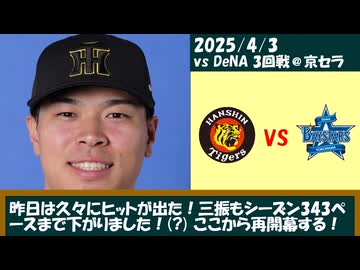 2025/4/3
vs DeNA 3回戦＠京セラ
HANSHIN
Tigers
VS
BAYSTARS
昨日は久々にヒットが出た！三振もシーズン343ペ
ースまで下がりました！(?) ここから再開幕する！